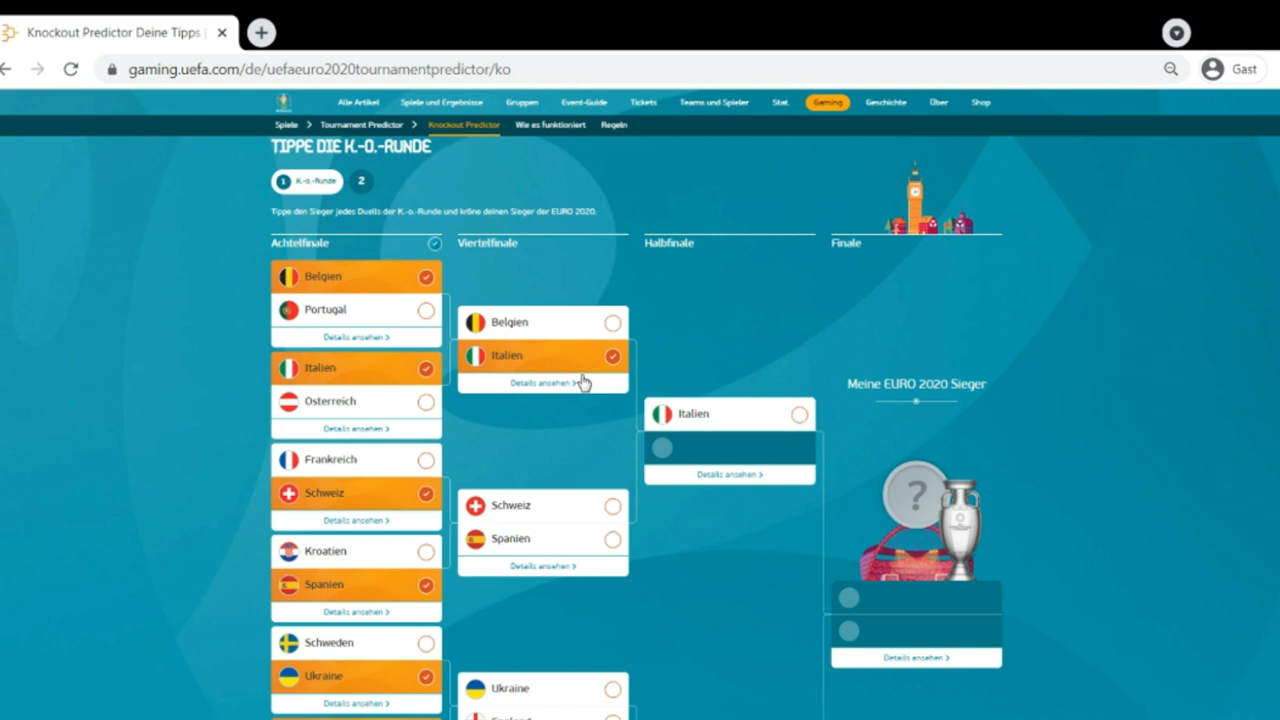 Knockout Predictor Deine Tipps |
gaming.uefa.com/de/uefaeuro2020tournamentpredictor/ko
Gast
Alle Artikel Spiele und Ergebnisse Gruppen Event-Guide Tickets Teams und Spieler Stat. Gaming Geschichte Über Shop
Spiele > Tournament Predictor > Knockout Predictor Wie es funktioniert Regeln
TIPPE DIE K.-O.-RUNDE
1 K.-o.-Runde 2
Tippe den Sieger jedes Duells der K.-o.-Runde und kröne deinen Sieger der EURO 2020.
Achtelfinale Viertelfinale Halbfinale Finale
Belgien
Portugal
Details ansehen >
Italien
Österreich
Details ansehen >
Frankreich
Schweiz
Details ansehen >
Kroatien
Spanien
Details ansehen >
Schweden
Ukraine
Details ansehen >
Belgien
Italien
Details ansehen >
Schweiz
Spanien
Details ansehen >
Ukraine
England
Italien
Details ansehen >
Meine EURO 2020 Sieger
?
Details ansehen >